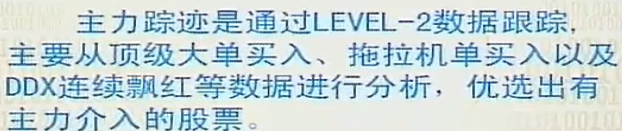 主力踪迹是通过LEVEL-2数据跟踪,
主要从顶级大单买入、拖拉机单买入以及
DDX连续飘红等数据进行分析，优选出有
主力介入的股票。